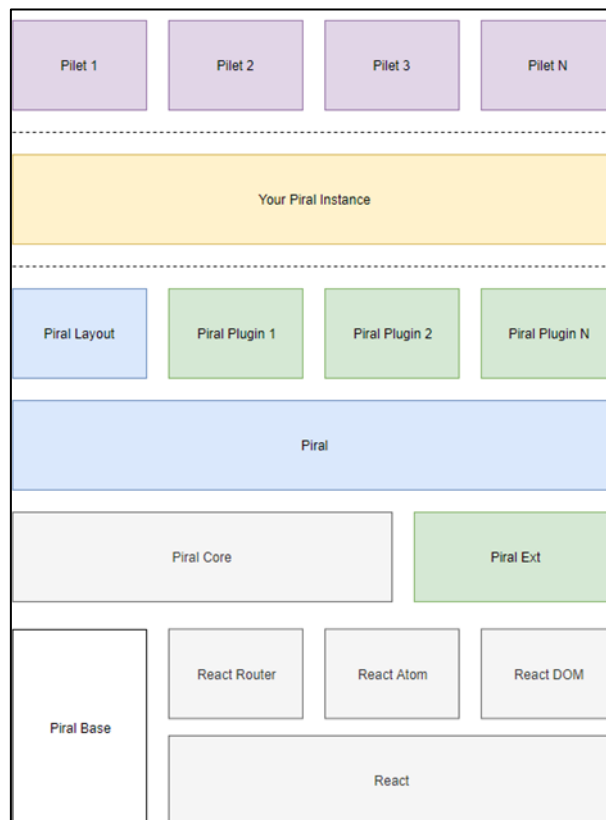 Pilet 1
Pilet 2
Pilet 3
Pilet N
Your Piral Instance
Piral Layout
Piral Plugin 1
Piral Plugin 2
Piral Plugin N
Piral
Piral Core
Piral Ext
Piral Base
React Router
React Atom
React DOM
React